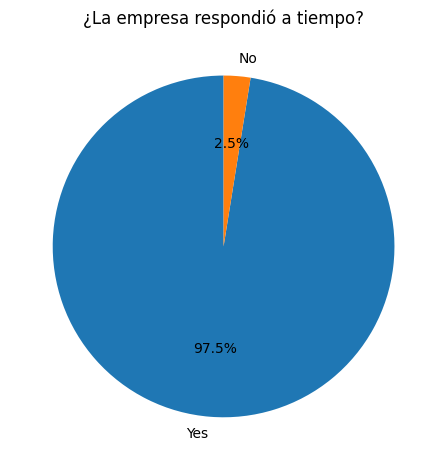 ¿La empresa respondió a tiempo?
No
2.5%
97.5%
Yes